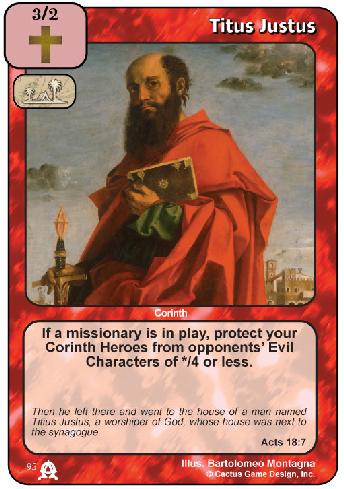 3/2
Titus Justus
Corinth
If a missionary is in play, protect your
Corinth Heroes from opponents' Evil
Characters of */4 or less.
Then he left there and went to the house of a man named
Titius Justus, a worshiper of God, whose house was next to
the synagogue.
Acts 18:7
95
Illus. Bartolomeo Montagna
© Cactus Game Design, Inc.